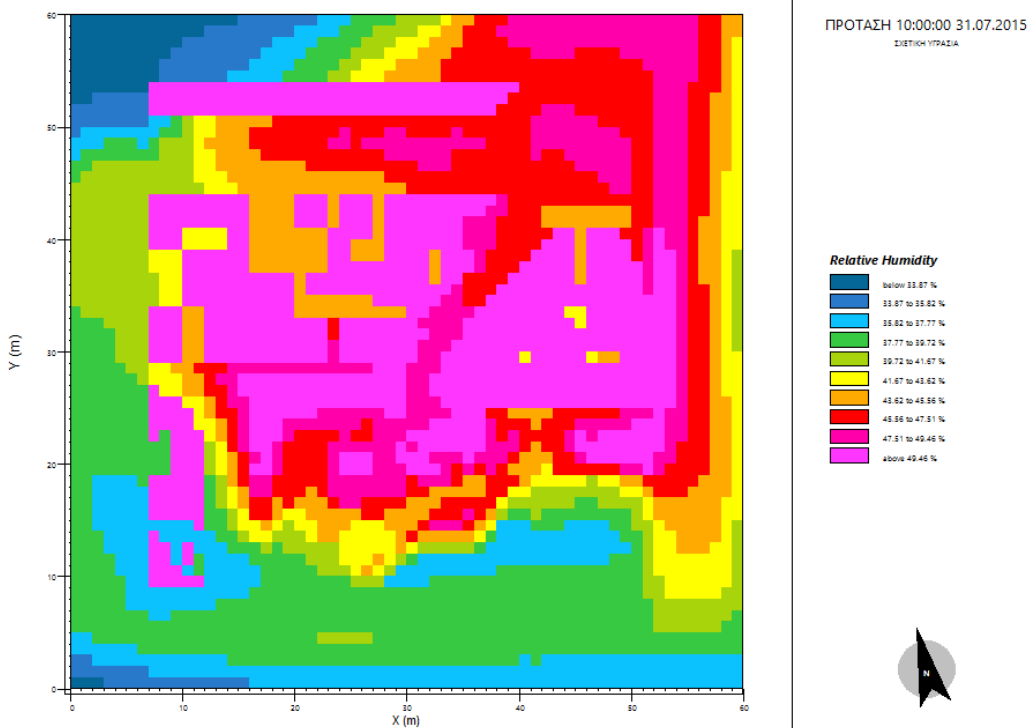 ΠΡΟΤΑΣΗ 10:00:00 31.07.2015
ΣΧΕΤΙΚΗ ΥΓΡΑΣΙΑ
Relative Humidity
below 33.87 %
33.87 to 35.82 %
35.82 to 37.77 %
37.77 to 39.72 %
39.72 to 41.67 %
41.67 to 43.62 %
43.62 to 45.56 %
45.56 to 47.51 %
47.51 to 49.46 %
above 49.46 %
60
50
40
30
20
10
0
Y (m)
0 10 20 30 40 50 60
X (m)
N